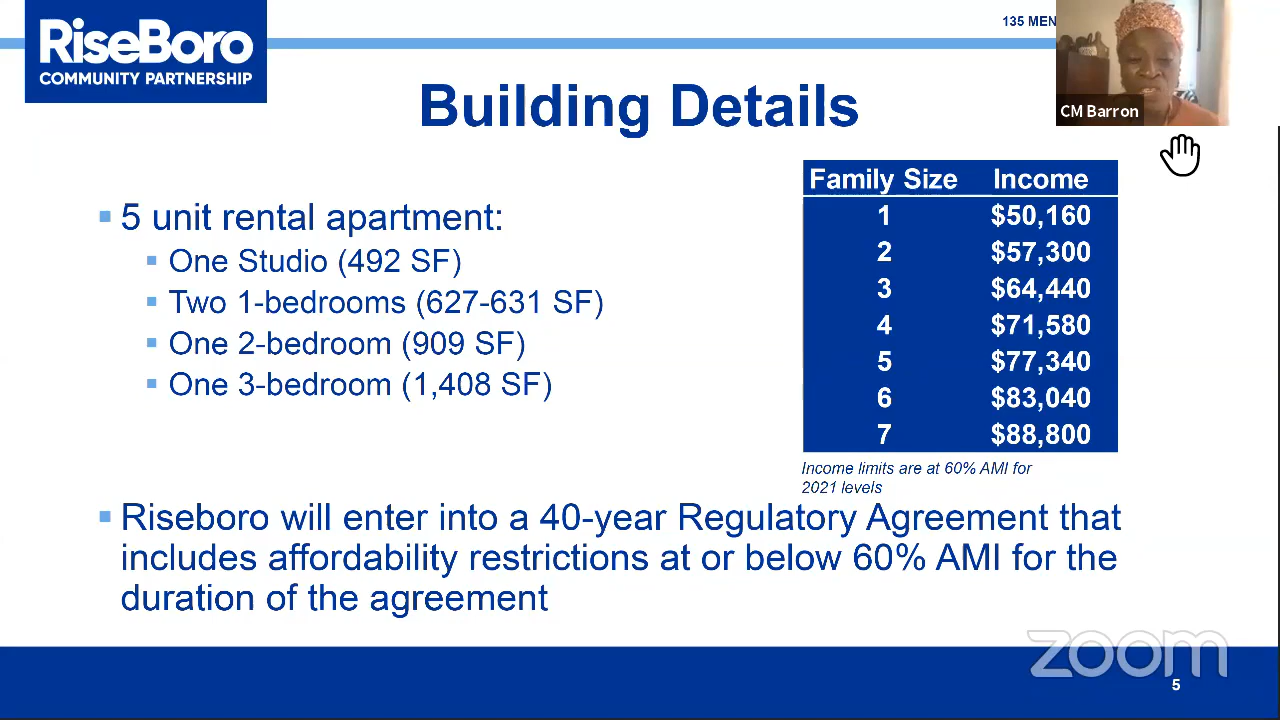 RiseBoro
COMMUNITY PARTNERSHIP
135 MEN
CM Barron
Building Details
▪ 5 unit rental apartment:
▪ One Studio (492 SF)
▪ Two 1-bedrooms (627-631 SF)
▪ One 2-bedroom (909 SF)
▪ One 3-bedroom (1,408 SF)
Family Size Income
1 $50,160
2 $57,300
3 $64,440
4 $71,580
5 $77,340
6 $83,040
7 $88,800
Income limits are at 60% AMI for
2021 levels
▪ Riseboro will enter into a 40-year Regulatory Agreement that
includes affordability restrictions at or below 60% AMI for the
duration of the agreement
zoom
5